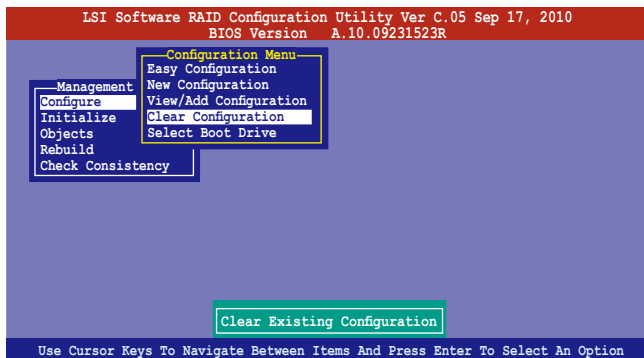 LSI Software RAID Configuration Utility Ver C.05 Sep 17, 2010
BIOS Version A.10.09231523R
Configuration Menu
Easy Configuration
New Configuration
View/Add Configuration
Clear Configuration
Select Boot Drive
Management
Configure
Initialize
Objects
Rebuild
Check Consistency
Clear Existing Configuration
Use Cursor Keys To Navigate Between Items And Press Enter To Select An Option